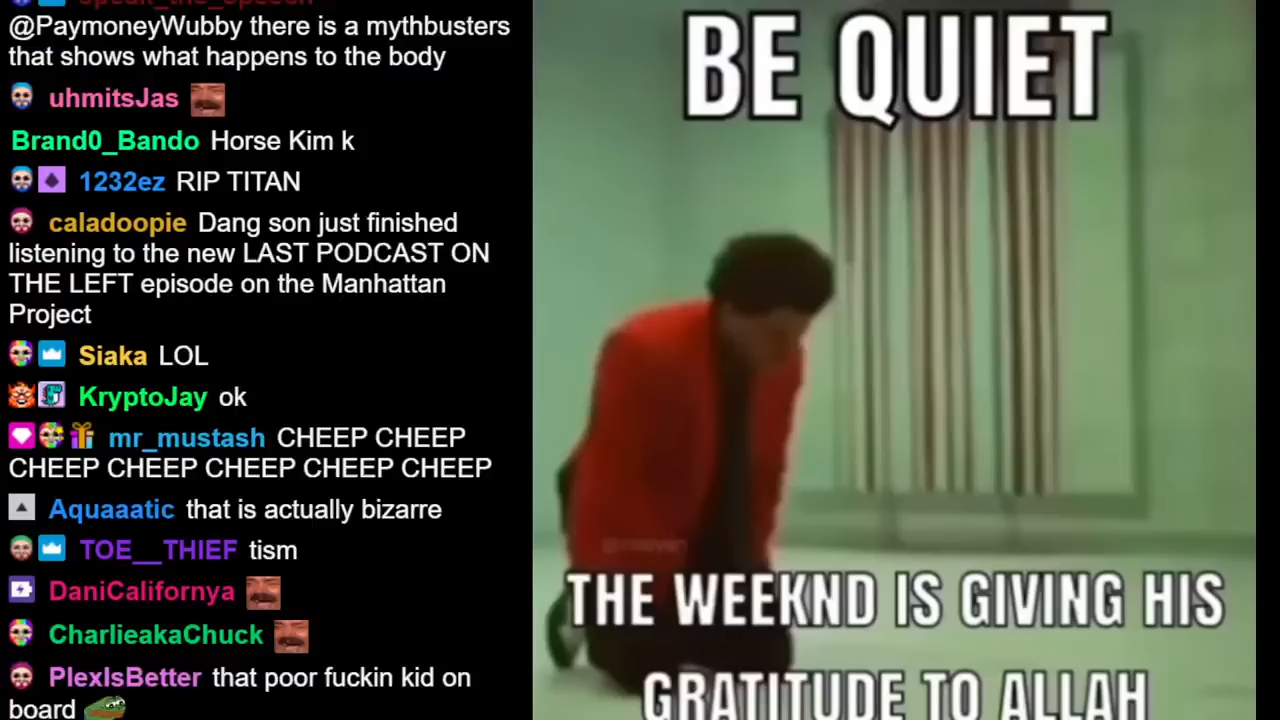 @PaymoneyWubby there is a mythbusters
that shows what happens to the body
uhmitsJas
Brand0_Bando Horse Kim k
1232ez RIP TITAN
caladoopie Dang son just finished
listening to the new LAST PODCAST ON
THE LEFT episode on the Manhattan
Project
Siaka LOL
KryptoJay ok
mr_mustash CHEEP CHEEP
CHEEP CHEEP CHEEP CHEEP CHEEP
Aquaaatic that is actually bizarre
TOE__THIEF tism
DaniCalifornya
CharlieakaChuck
PlexIsBetter that poor fuckin kid on
board
BE QUIET
THE WEEKND IS GIVING HIS
GRATITUDE TO ALLAH